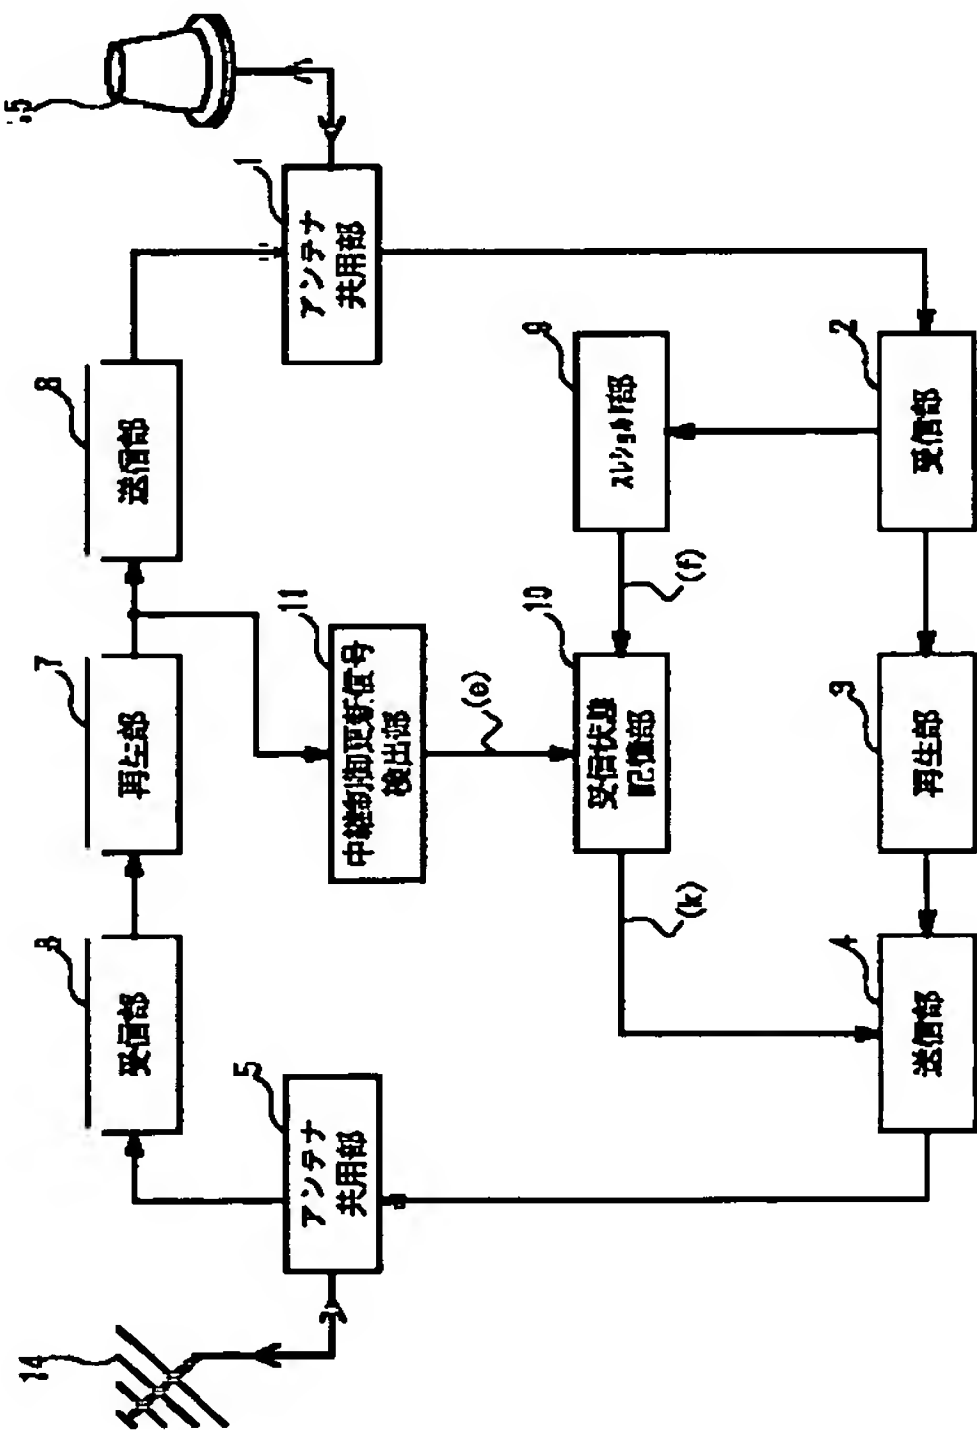 14
5
アンテナ
共用部
受信部
7
再生部
8
送信部
1
アンテナ
共用部
11
中継制御更新信号
検出部
(e)
9
スレショルド部
(f)
10
受信状態
記憶部
(k)
2
受信部
再生部
4
送信部